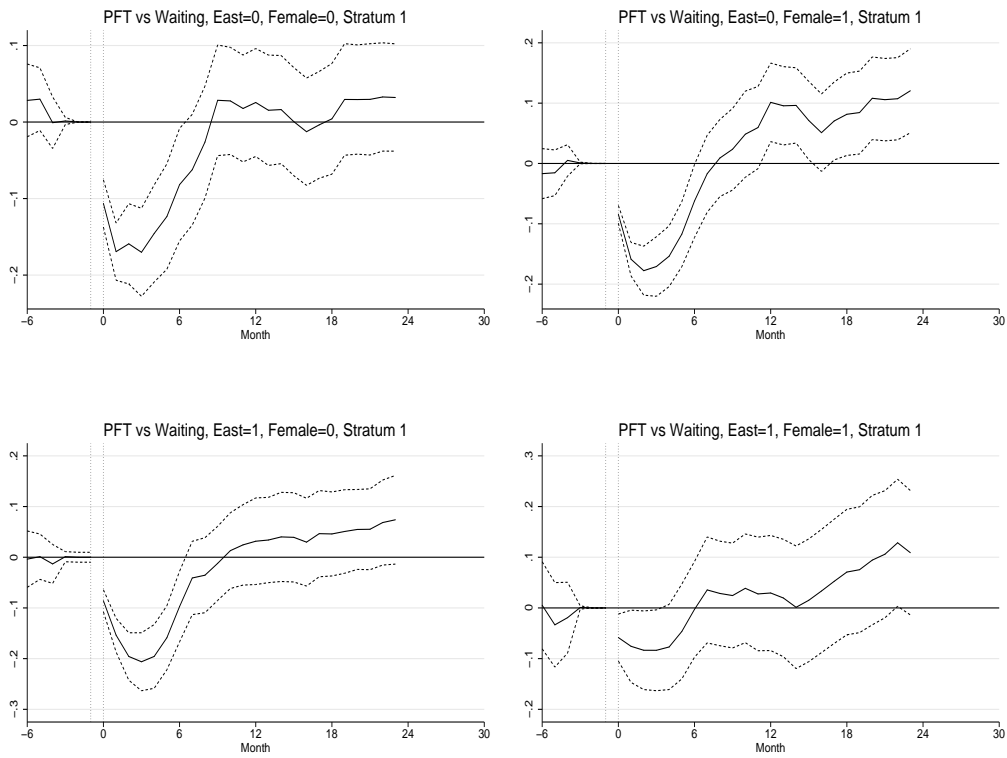 PFT vs Waiting, East=0, Female=0, Stratum 1
.1
0
−.1
−.2
−6 0 6 12 18 24 30
Month
PFT vs Waiting, East=0, Female=1, Stratum 1
.2
.1
0
−.1
−.2
−6 0 6 12 18 24 30
Month
PFT vs Waiting, East=1, Female=0, Stratum 1
.2
.1
0
−.1
−.2
−.3
−6 0 6 12 18 24 30
Month
PFT vs Waiting, East=1, Female=1, Stratum 1
.3
.2
.1
0
−.1
−.2
−6 0 6 12 18 24 30
Month